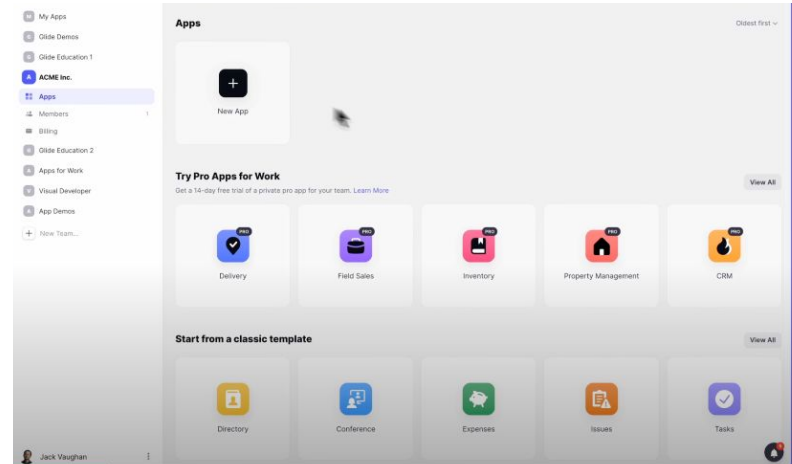 My Apps
Glide Demos
Glide Education 1
A ACME Inc.
Apps
Members 1
Billing
Glide Education 2
Apps for Work
Visual Developer
App Demos
+ New Team...
Jack Vaughan
Apps
Oldest first
+
New App
Try Pro Apps for Work
View All
Get a 14-day free trial of a private pro app for your team. Learn More
PRO PRO PRO PRO PRO
Delivery Field Sales Inventory Property Management CRM
Start from a classic template
View All
Directory Conference Expenses Issues Tasks